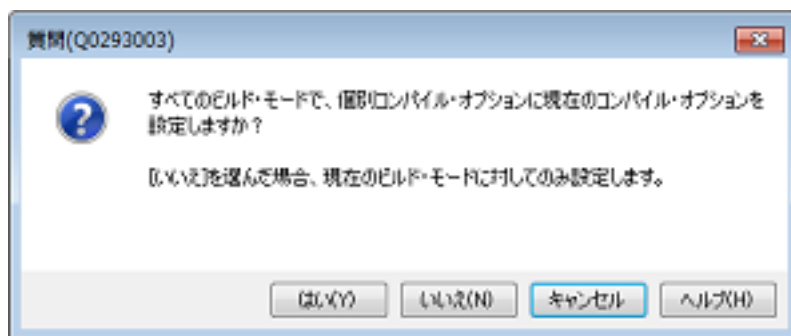 質問(Q0293003)
すべてのビルド・モードで、個別コンパイル・オプションに現在のコンパイル・オプションを
設定しますか？
[いいえ]を選んだ場合、現在のビルド・モードに対してのみ設定します。
はい(Y)
いいえ(N)
キャンセル
ヘルプ(H)